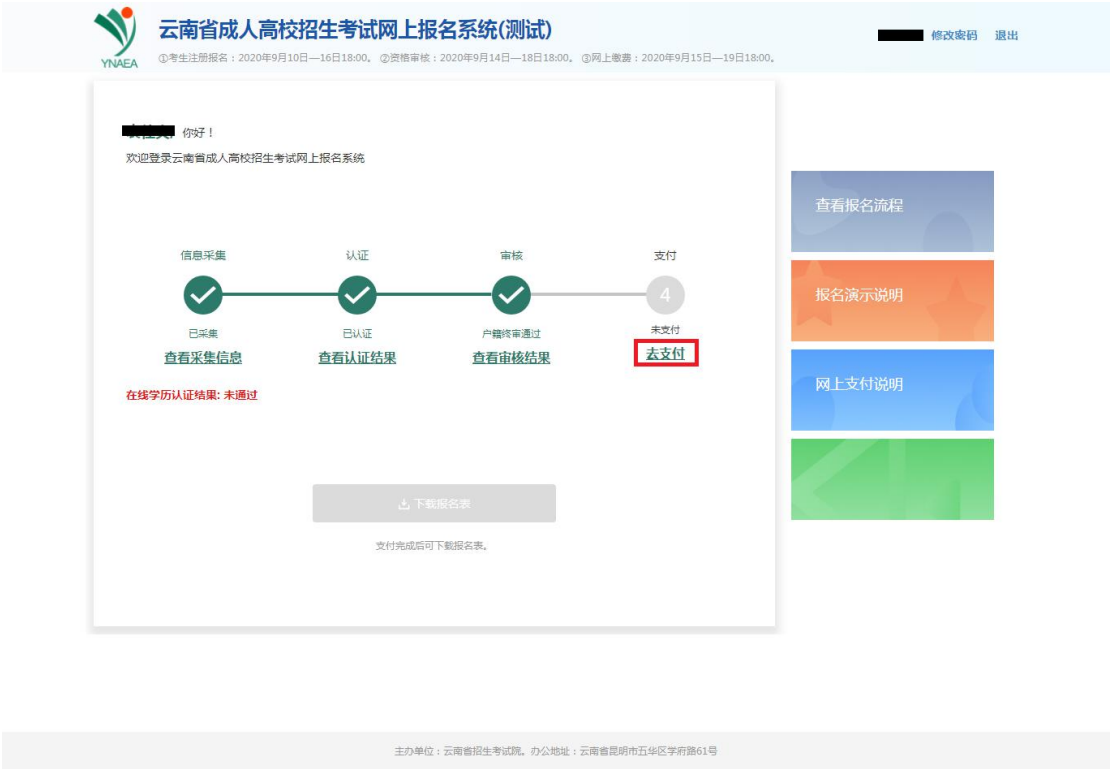 云南省成人高校招生考试网上报名系统(测试)
修改密码 退出
YNAEA
①考生注册报名：2020年9月10日—16日18:00。 ②资格审核：2020年9月14日—18日18:00。 ③网上缴费：2020年9月15日—19日18:00。
你好！
欢迎登录云南省成人高校招生考试网上报名系统
信息采集 认证 审核 支付
4
已采集 已认证 户籍终审通过 未支付
查看采集信息 查看认证结果 查看审核结果 去支付
在线学历认证结果: 未通过
下载报名表
支付完成后可下载报名表。
查看报名流程
报名演示说明
网上支付说明
主办单位：云南省招生考试院。办公地址：云南省昆明市五华区学府路61号